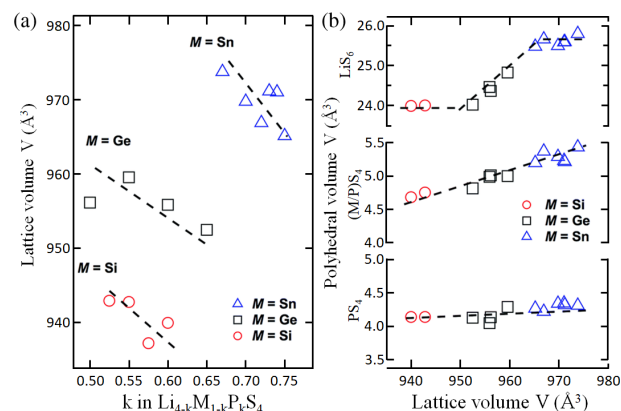 (a)
980
970
960
950
940
Lattice volume V (Å³)
M = Sn
M = Ge
M = Si
M = Sn
M = Ge
M = Si
0.50 0.55 0.60 0.65 0.70 0.75
k in Li₄₋ₖM₁₋ₖPₖS₄
(b)
Polyhedral volume V (Å³)
LiS₆
26.0
25.0
24.0
(M/P)S₄
5.5
5.0
4.5
4.0
M = Si
M = Ge
M = Sn
PS₄
4.5
4.0
3.5
940 950 960 970 980
Lattice volume V (Å³)